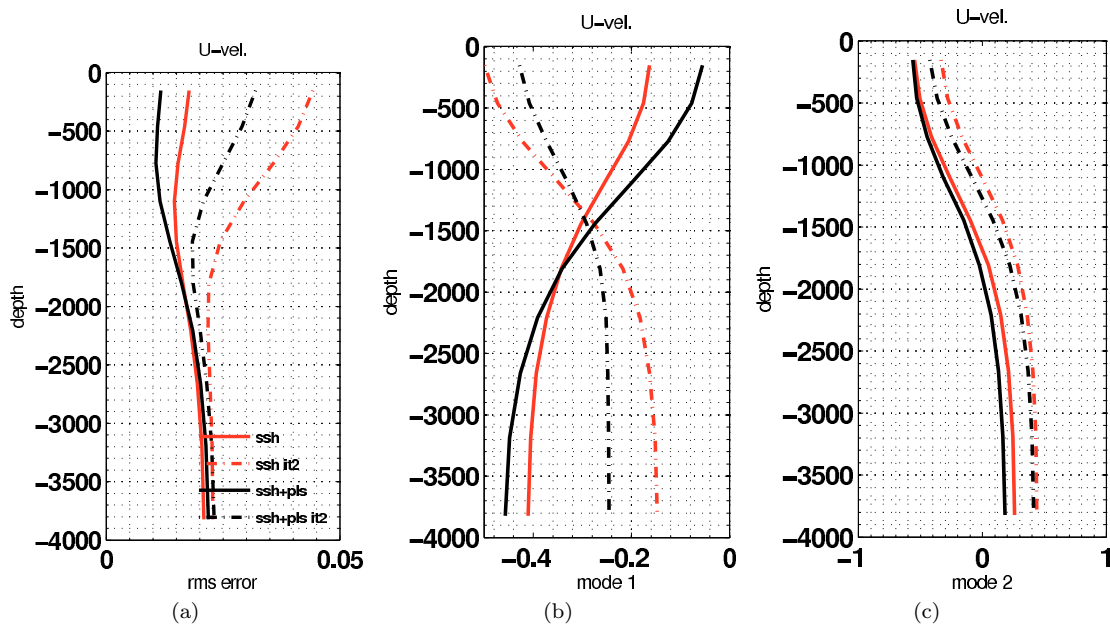 U-vel.
0
-500
-1000
-1500
-2000
-2500
-3000
-3500
-4000
depth
0
0.05
rms error
ssh
ssh it2
ssh+pls
ssh+pls it2
(a)
U-vel.
0
-500
-1000
-1500
-2000
-2500
-3000
-3500
-4000
depth
-0.4
-0.2
0
mode 1
(b)
U-vel.
0
-500
-1000
-1500
-2000
-2500
-3000
-3500
-4000
depth
-1
0
1
mode 2
(c)